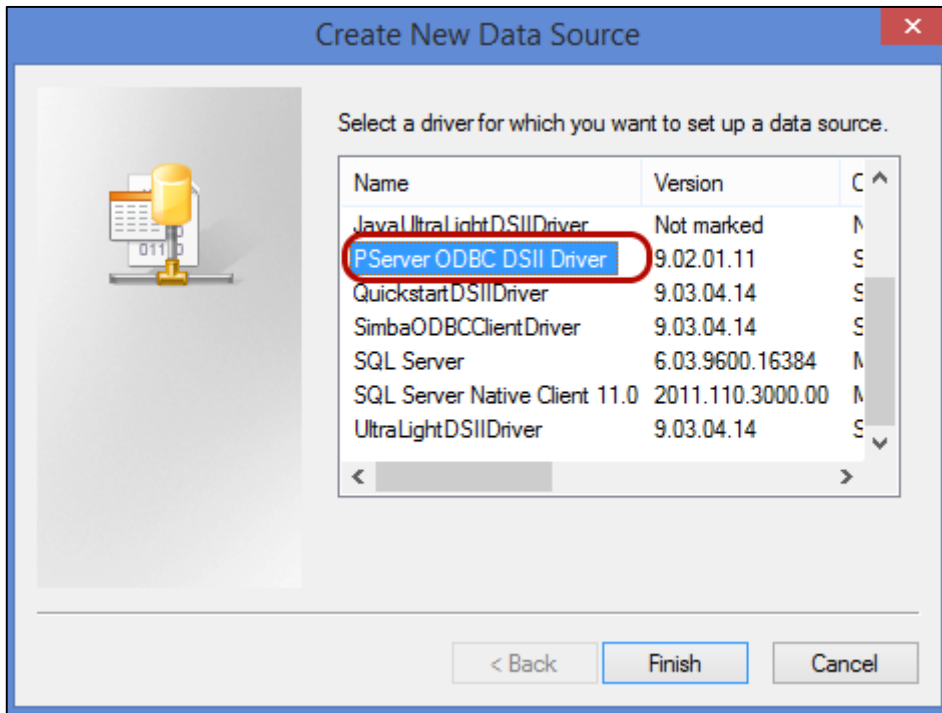 Create New Data Source
Select a driver for which you want to set up a data source.
Name Version C
JavaUltraLightDSIIDriver Not marked N
PServer ODBC DSII Driver 9.02.01.11 S
QuickstartDSIIDriver 9.03.04.14 S
SimbaODBCClientDriver 9.03.04.14 S
SQL Server 6.03.9600.16384 M
SQL Server Native Client 11.0 2011.110.3000.00 M
UltraLightDSIIDriver 9.03.04.14 S
< Back Finish Cancel